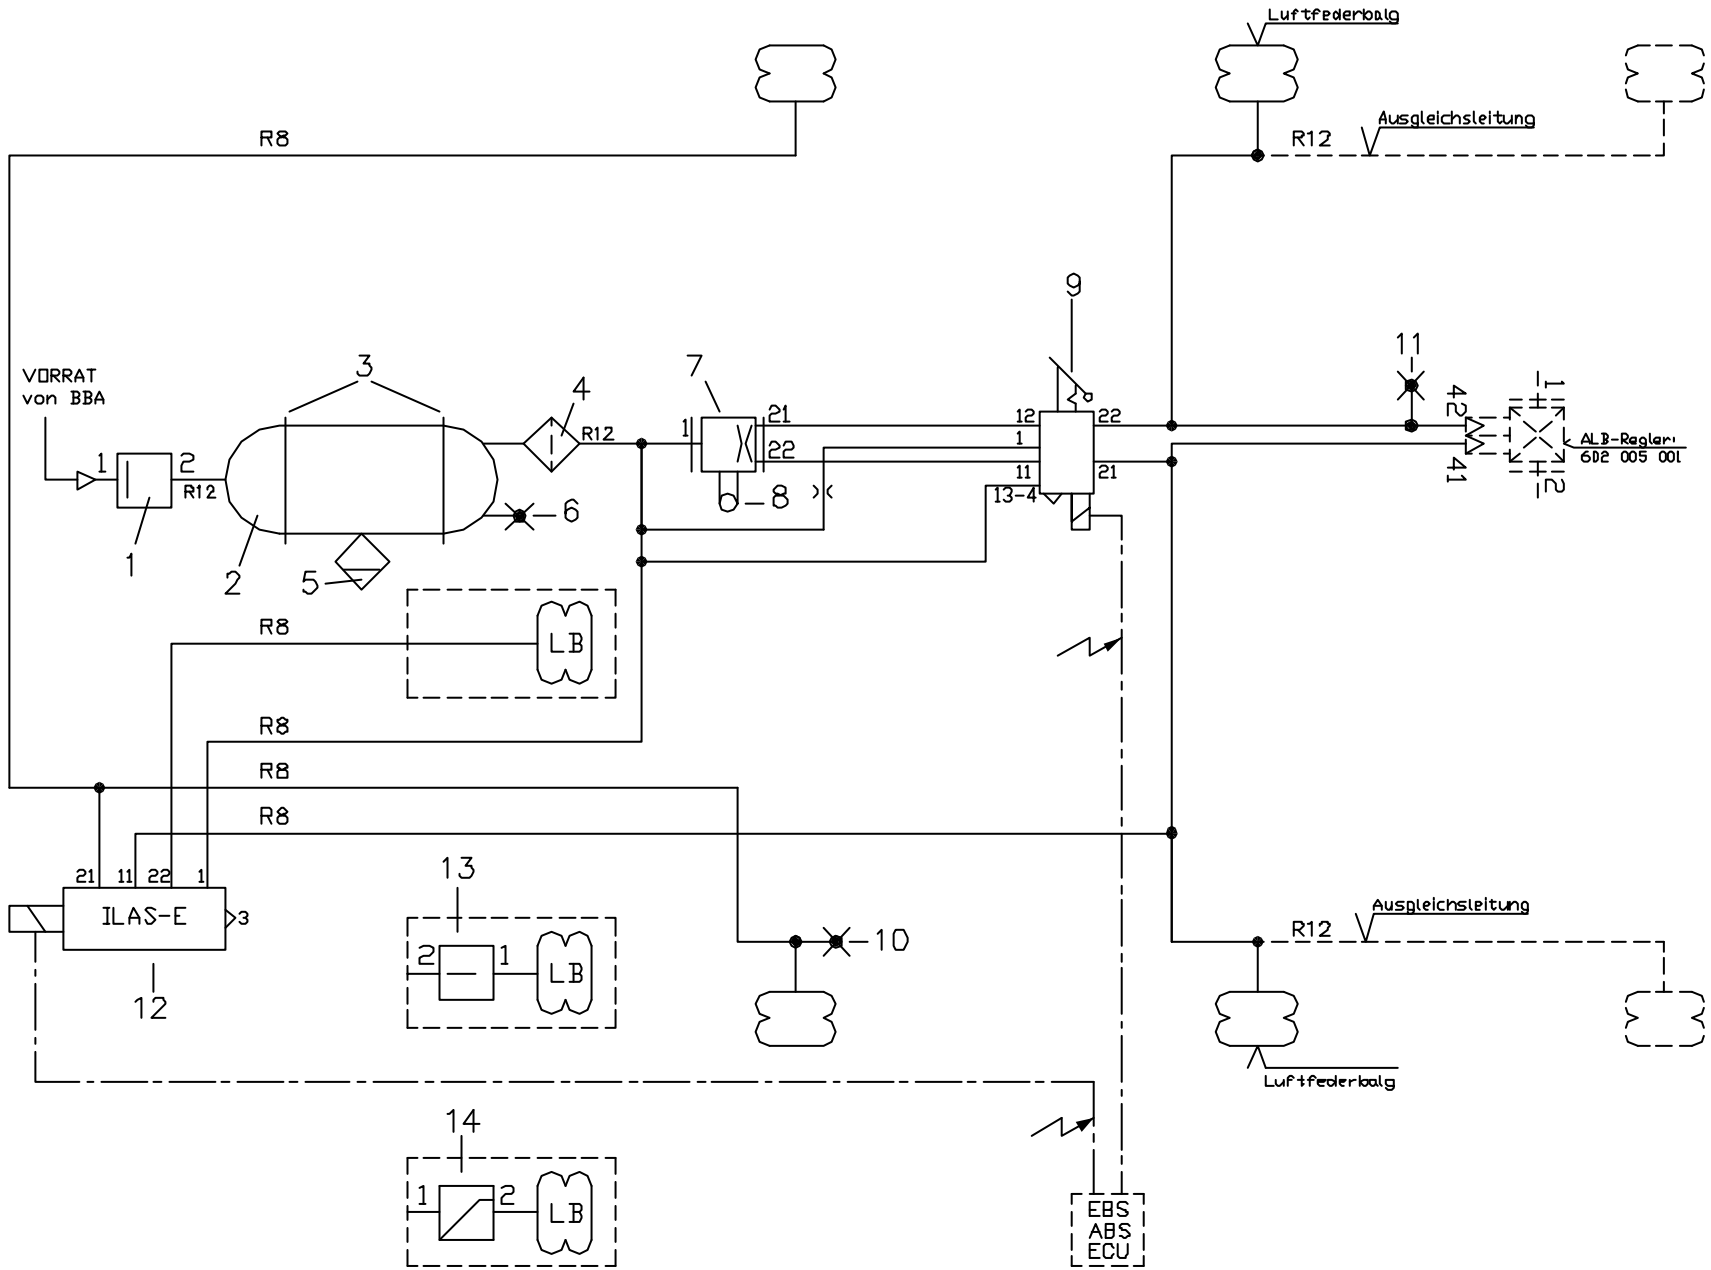 Luftfederbalg
R8
R12
Ausgleichsleitung
9
11
VORRAT
von BBA
3
4
7
1
2
R12
R12
1
21
22
8
12
1
11
13-4
22
21
42
41
1
2
ALB-Regler:
602 005 001
1
2
5
6
R8
LB
R8
R8
R8
21 11 22 1
ILAS-E
3
12
13
2
1
LB
10
R12
Ausgleichsleitung
Luftfederbalg
14
1
2
LB
EBS
ABS
ECU